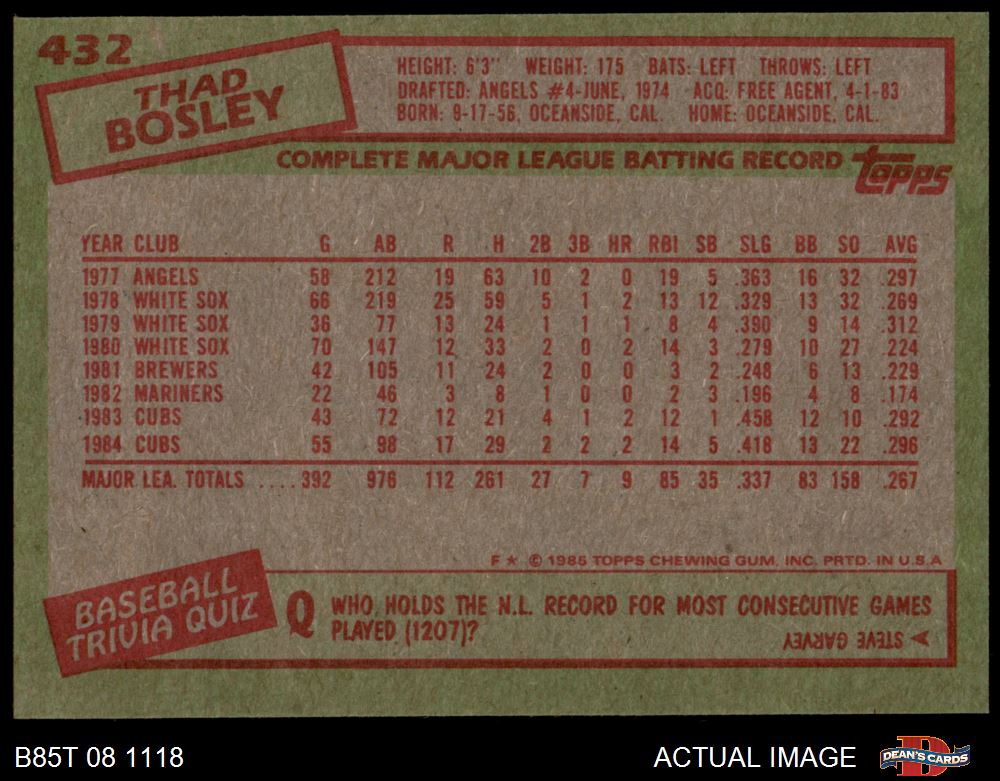 432
THAD
BOSLEY
HEIGHT: 6'3" WEIGHT: 175 BATS: LEFT THROWS: LEFT
DRAFTED: ANGELS #4-JUNE, 1974 ACQ: FREE AGENT, 4-1-83
BORN: 9-17-56, OCEANSIDE, CAL. HOME: OCEANSIDE, CAL.
COMPLETE MAJOR LEAGUE BATTING RECORD topps
YEAR CLUB G AB R H 2B 3B HR RBI SB SLG BB SO AVG
1977 ANGELS 58 212 19 63 10 2 0 19 5 .363 16 32 .297
1978 WHITE SOX 66 219 25 59 5 1 2 13 12 .329 13 32 .269
1979 WHITE SOX 36 77 13 24 1 1 1 8 4 .390 9 14 .312
1980 WHITE SOX 70 147 12 33 2 0 2 14 3 .279 10 27 .224
1981 BREWERS 42 105 11 24 2 0 0 3 2 .248 6 13 .229
1982 MARINERS 22 46 3 8 1 0 0 2 3 .196 4 8 .174
1983 CUBS 43 72 12 21 4 1 2 12 1 .458 12 10 .292
1984 CUBS 55 98 17 29 2 2 2 14 5 .418 13 22 .296
MAJOR LEA. TOTALS ....392 976 112 261 27 7 9 85 35 .337 83 158 .267
F * © 1985 TOPPS CHEWING GUM, INC. PRTD. IN U.S.A
BASEBALL
TRIVIA QUIZ
Q WHO HOLDS THE N.L. RECORD FOR MOST CONSECUTIVE GAMES
PLAYED (1207)?
STEVE GARVEY
B85T 08 1118
ACTUAL IMAGE
DEAN'S CARDS